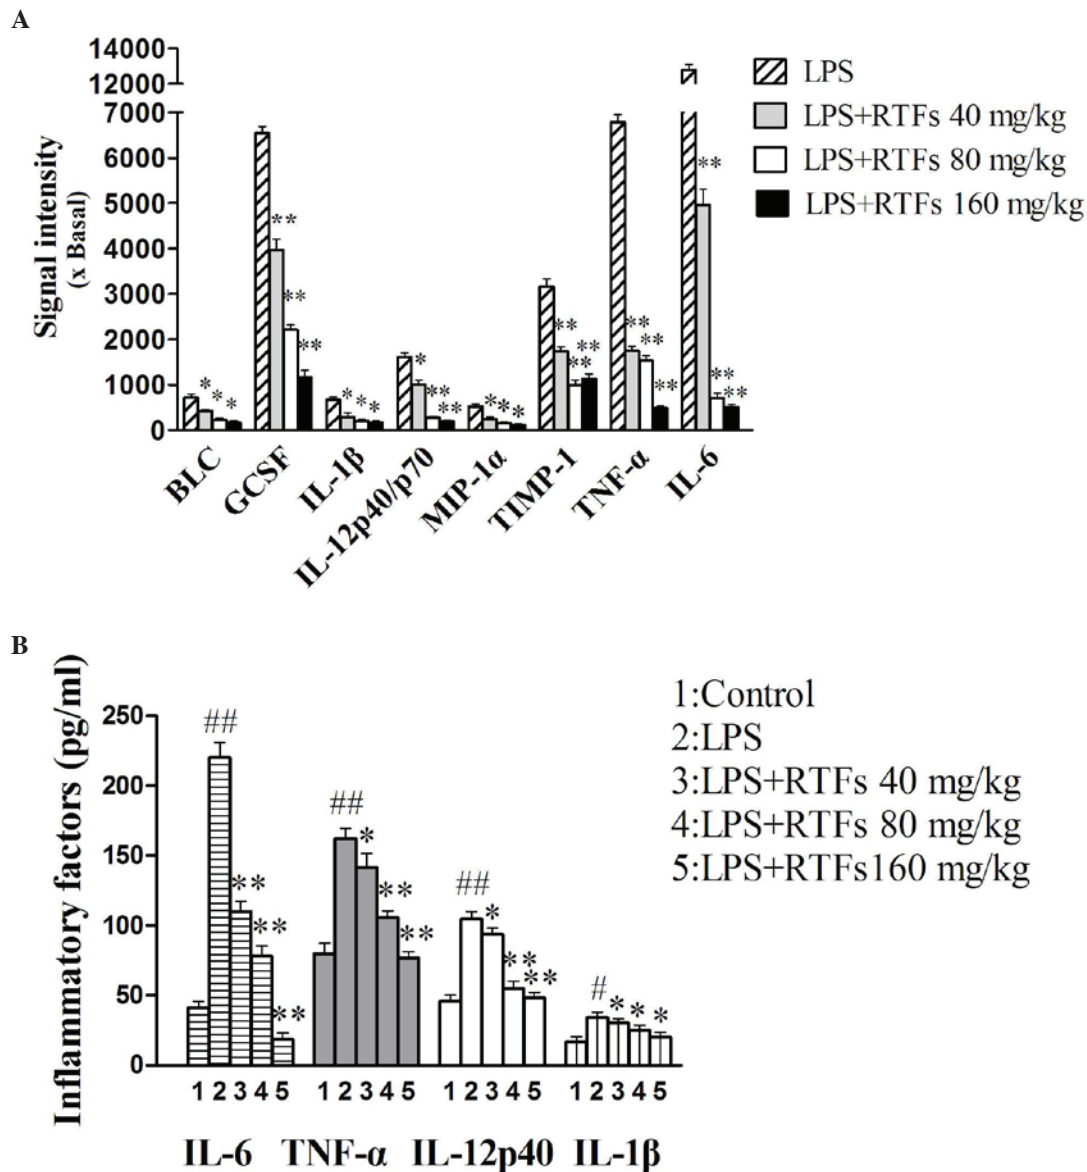 A
14000
12000
7000
6000
5000
4000
3000
2000
1000
0
Signal intensity
(x Basal)
LPS
LPS+RTFs 40 mg/kg
LPS+RTFs 80 mg/kg
LPS+RTFs 160 mg/kg
* * *
** ** **
* * *
* ** **
* * *
** ** **
** ** **
** ** **
BLC
GCSF
IL-1β
IL-12p40/p70
MIP-1α
TIMP-1
TNF-α
IL-6
B
Inflammatory factors (pg/ml)
250
200
150
100
50
0
## ** ** **
## * ** **
## * ** **
# * * *
1 2 3 4 5 1 2 3 4 5 1 2 3 4 5 1 2 3 4 5
IL-6 TNF-α IL-12p40 IL-1β
1:Control
2:LPS
3:LPS+RTFs 40 mg/kg
4:LPS+RTFs 80 mg/kg
5:LPS+RTFs160 mg/kg